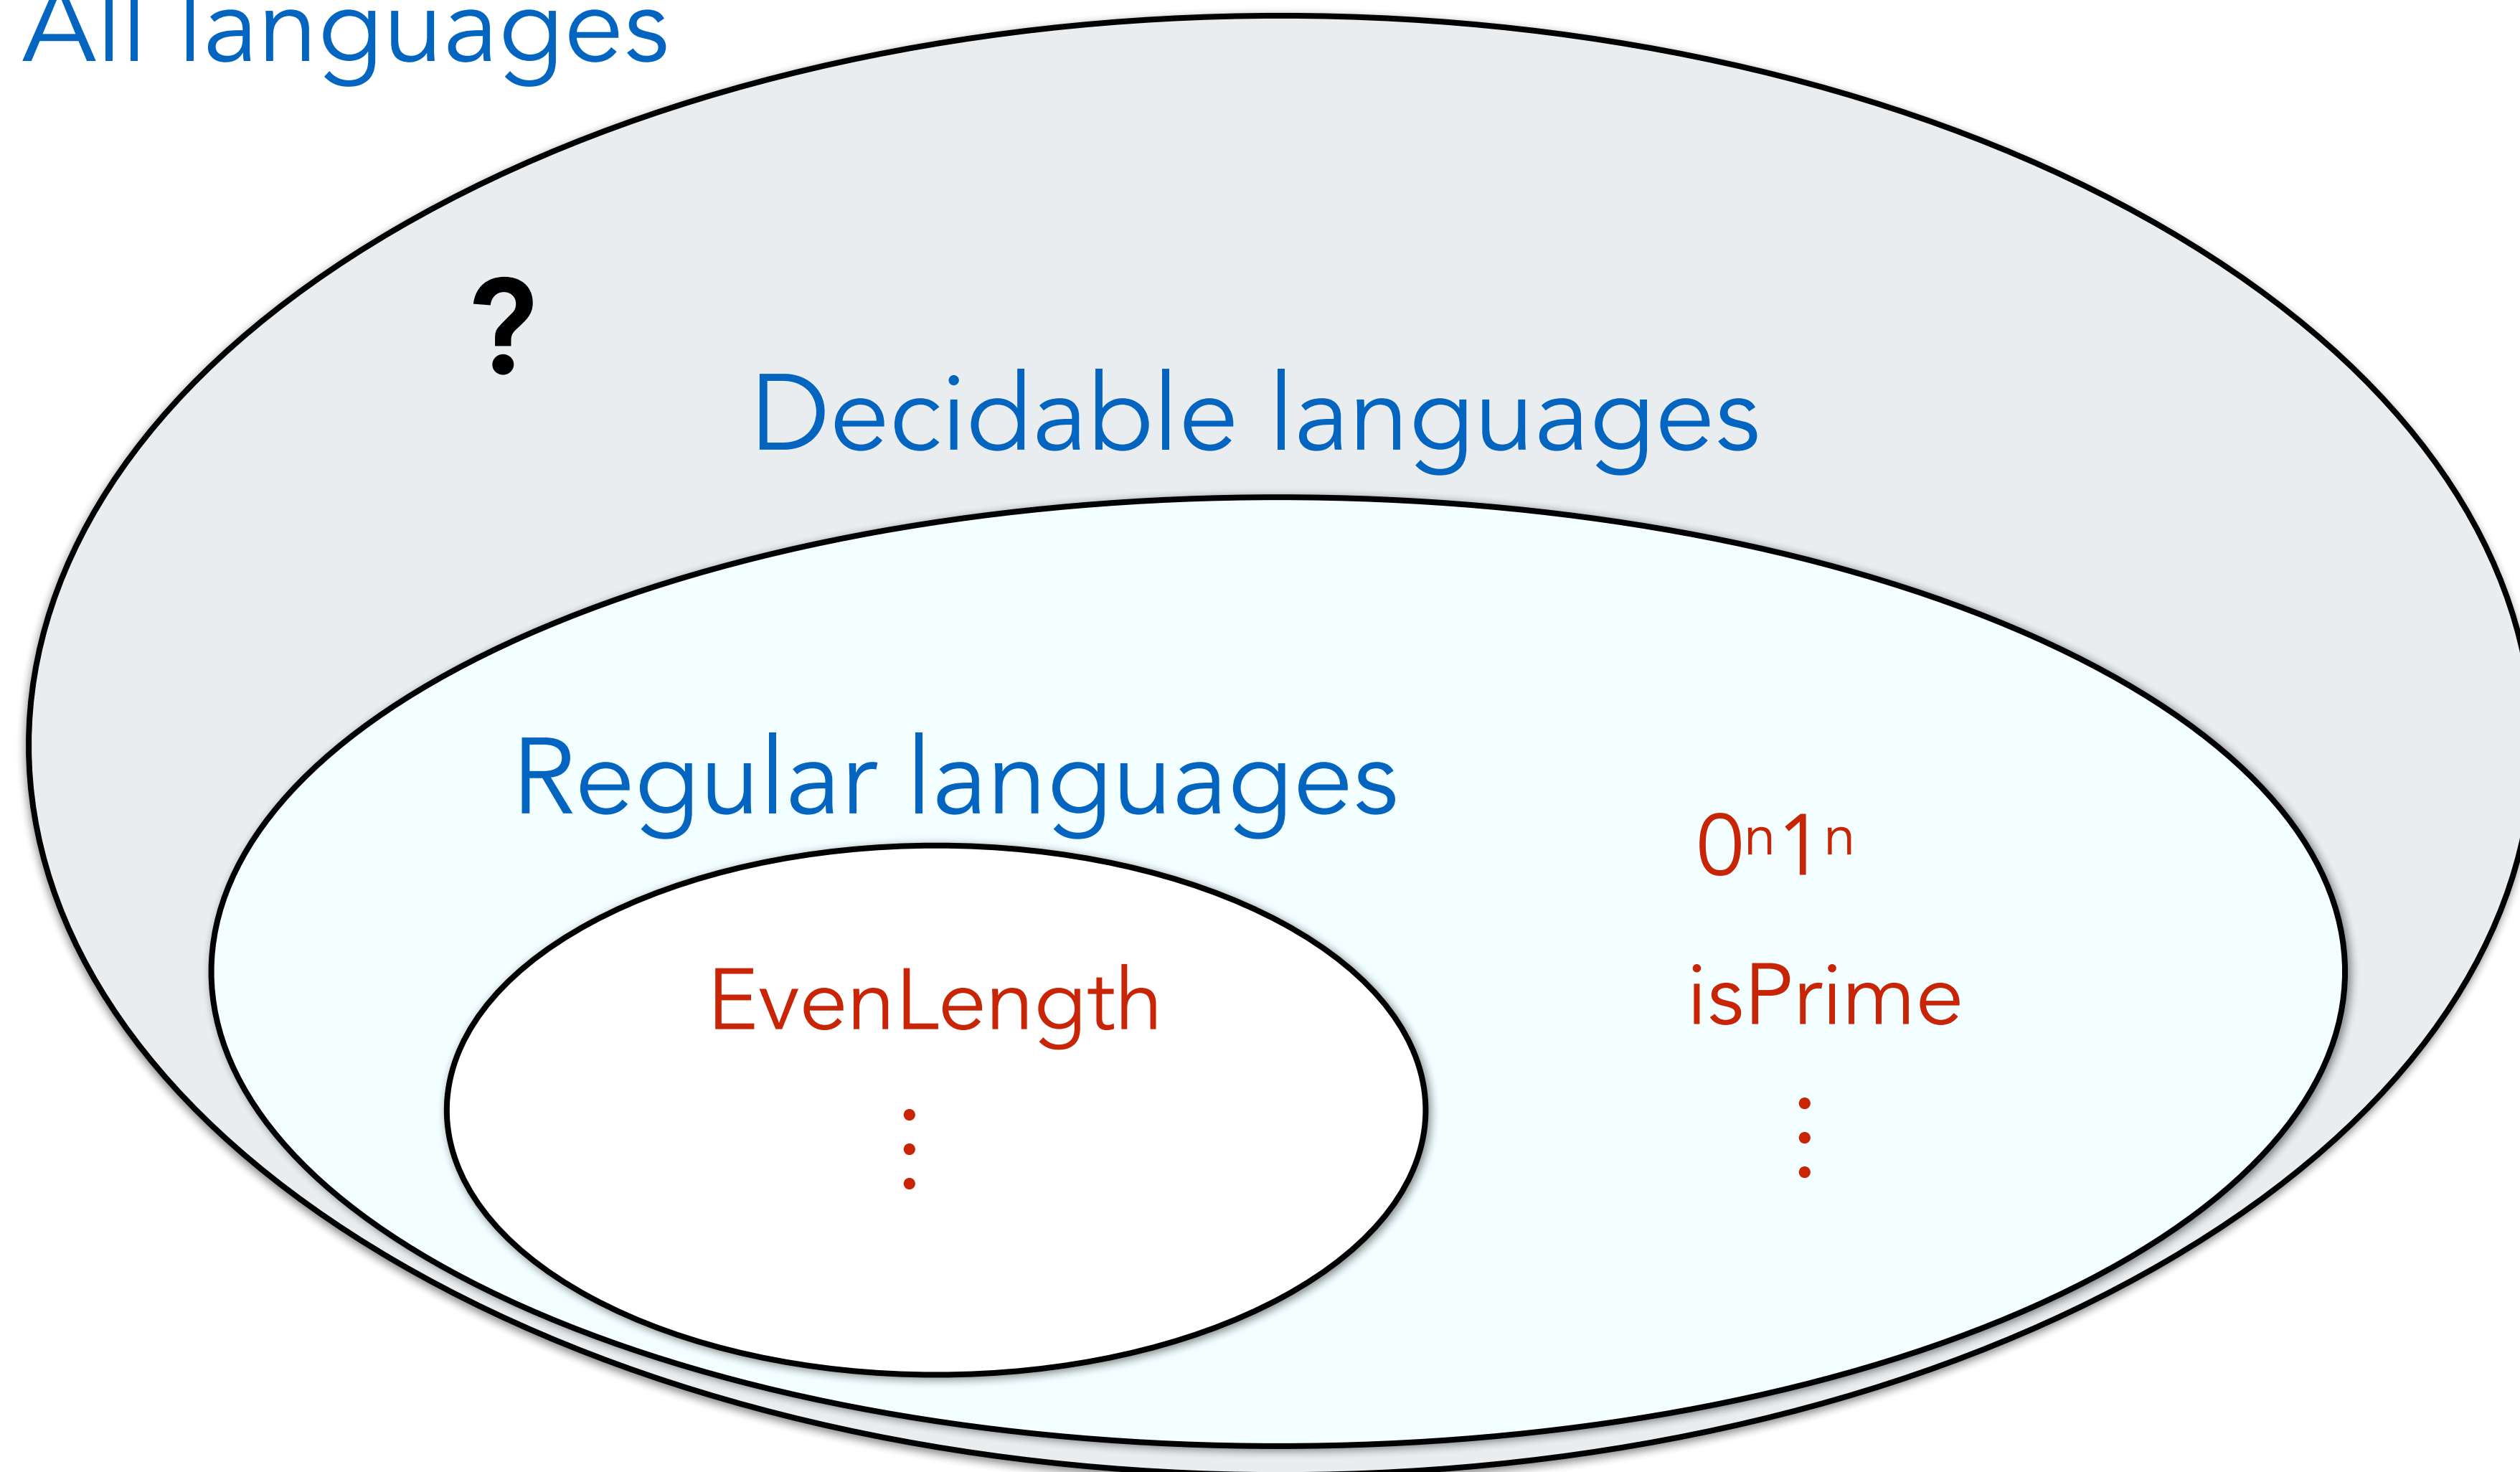 All languages
?
Decidable languages
Regular languages
0ⁿ1ⁿ
EvenLength
isPrime
⋮
⋮